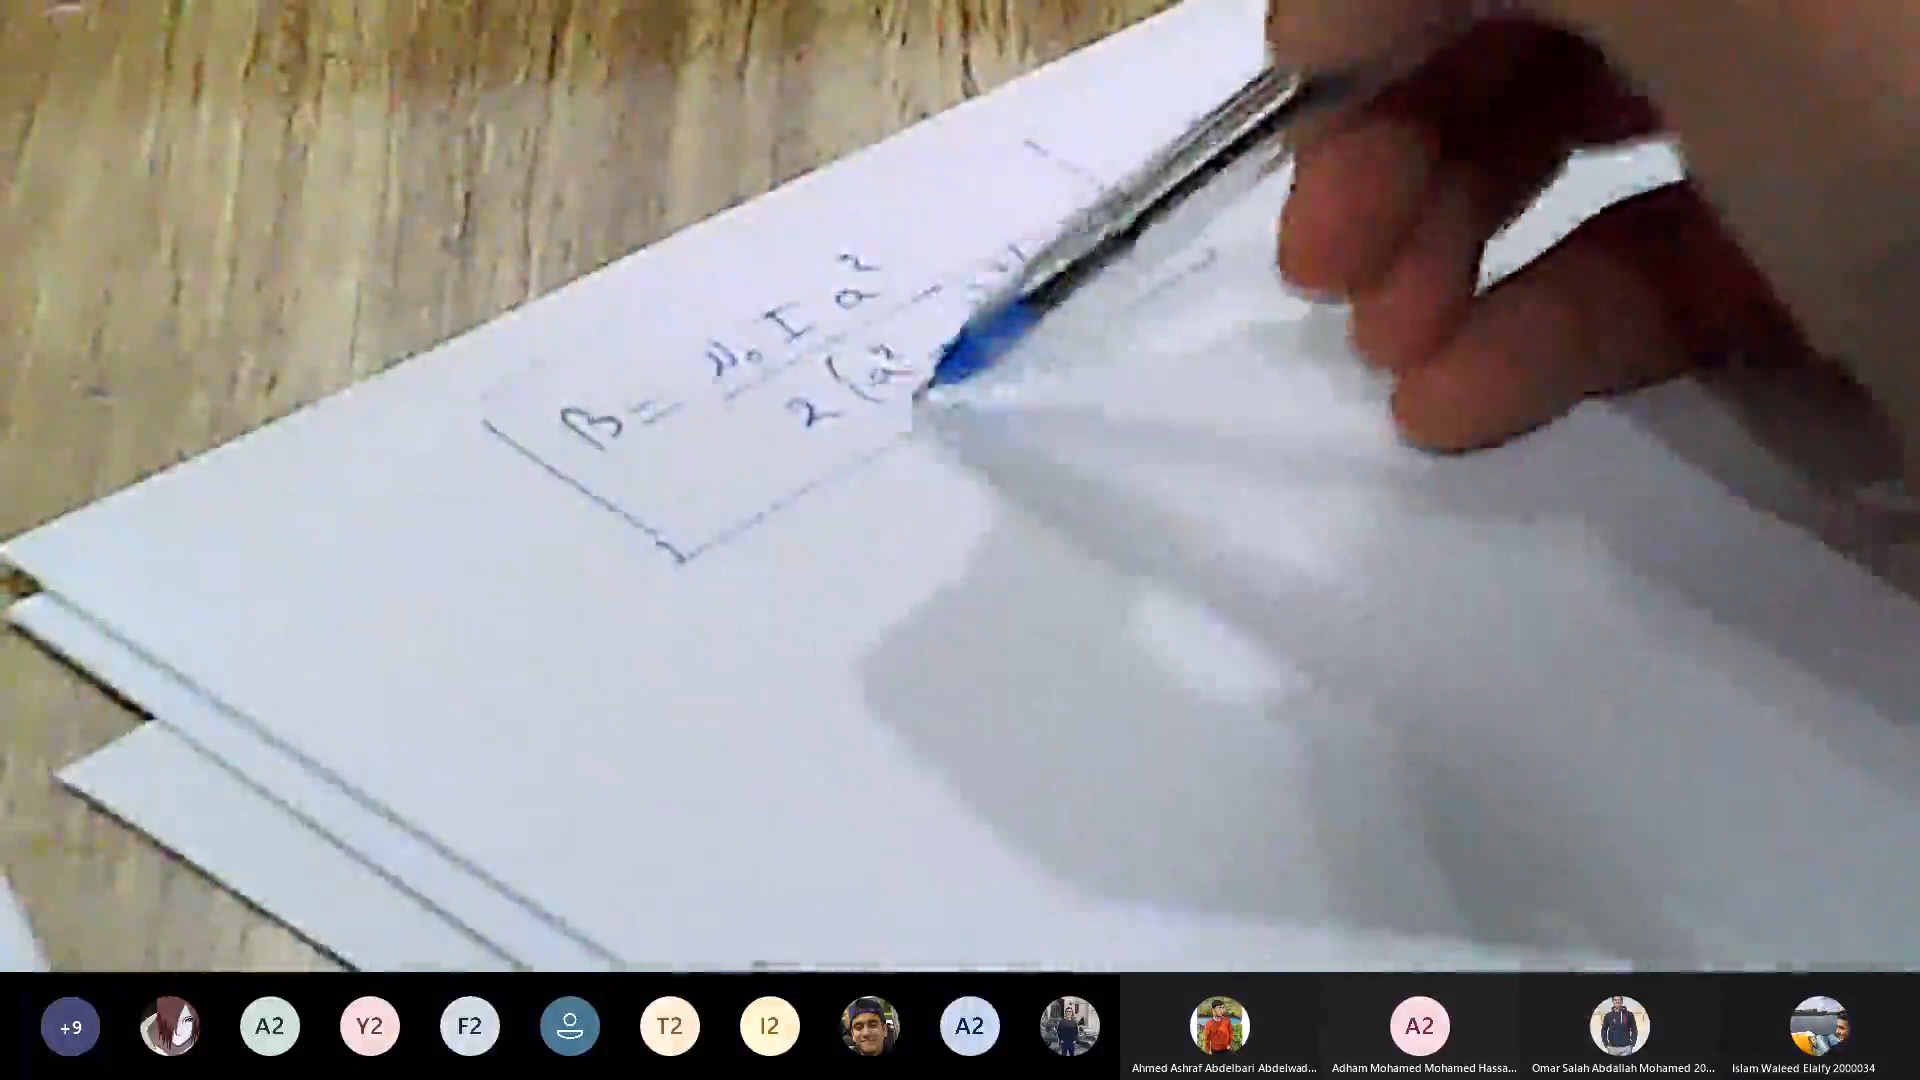 B = μ₀ I a²
2 (a²
+9
A2
Y2
F2
T2
I2
A2
A2
Ahmed Ashraf Abdelbari Abdelwad...
Adham Mohamed Mohamed Hassa...
Omar Salah Abdallah Mohamed 20...
Islam Waleed Elalfy 2000034